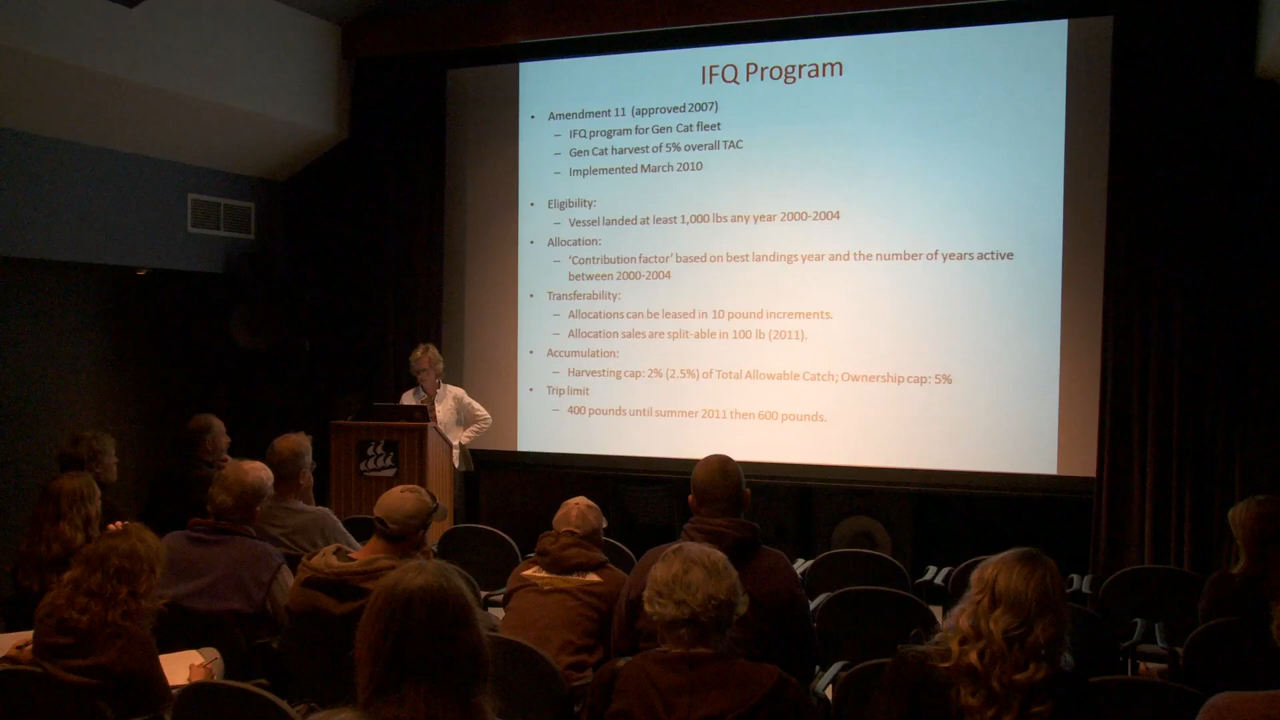 IFQ Program
• Amendment 11 (approved 2007)
– IFQ program for Gen Cat fleet
– Gen Cat harvest of 5% overall TAC
– Implemented March 2010
• Eligibility:
– Vessel landed at least 1,000 lbs any year 2000-2004
• Allocation:
– ‘Contribution factor’ based on best landings year and the number of years active
between 2000-2004
• Transferability:
– Allocations can be leased in 10 pound increments.
– Allocation sales are split-able in 100 lb (2011).
• Accumulation:
– Harvesting cap: 2% (2.5%) of Total Allowable Catch; Ownership cap: 5%
• Trip limit
– 400 pounds until summer 2011 then 600 pounds.